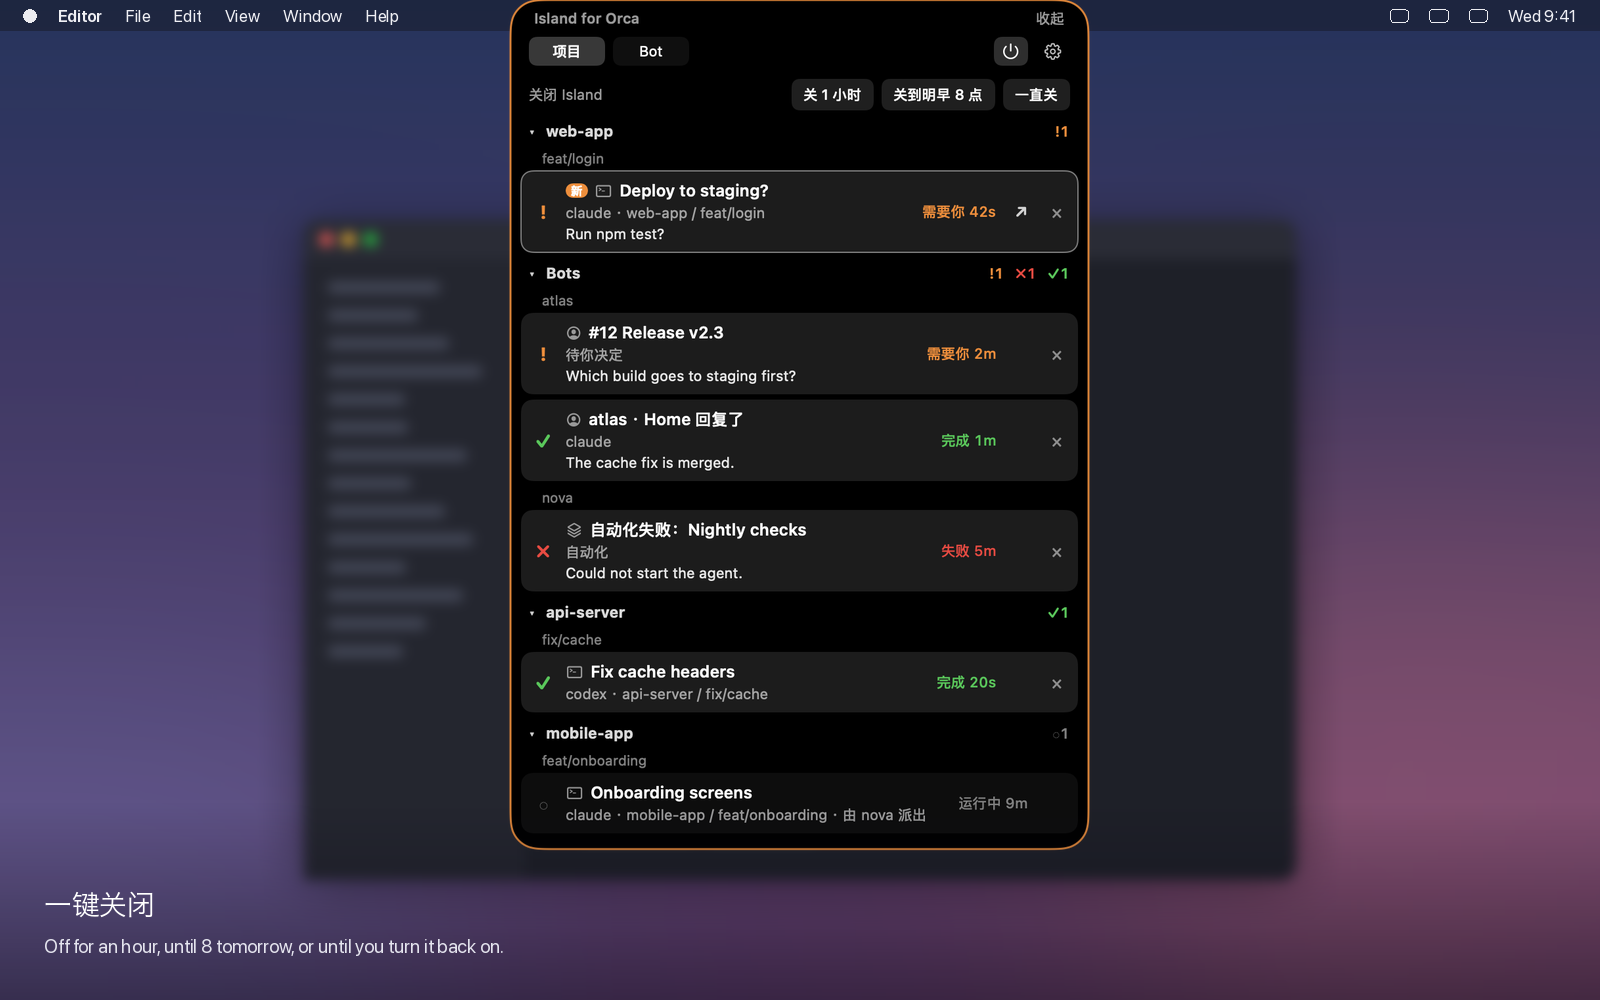 Editor File Edit View Window Help
Wed 9:41
Island for Orca 收起
项目 Bot
关闭 Island 关 1 小时 关到明早 8 点 一直关
web-app !1
feat/login
新 Deploy to staging?
claude · web-app / feat/login 需要你 42s
Run npm test?
Bots !1 ×1 ✓1
atlas
#12 Release v2.3
待你决定 需要你 2m
Which build goes to staging first?
atlas · Home 回复了
claude 完成 1m
The cache fix is merged.
nova
自动化失败：Nightly checks
自动化 失败 5m
Could not start the agent.
api-server ✓1
fix/cache
Fix cache headers
codex · api-server / fix/cache 完成 20s
mobile-app ○1
feat/onboarding
Onboarding screens
claude · mobile-app / feat/onboarding · 由 nova 派出 运行中 9m
一键关闭
Off for an hour, until 8 tomorrow, or until you turn it back on.